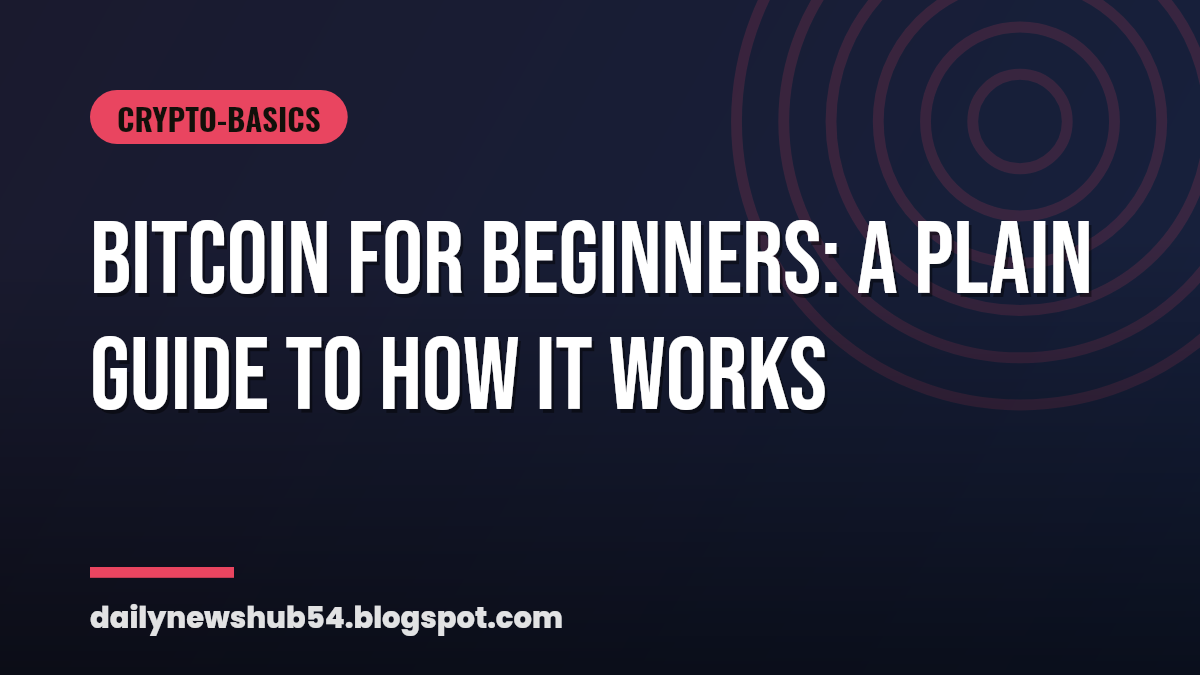 CRYPTO-BASICS
BITCOIN FOR BEGINNERS: A PLAIN
GUIDE TO HOW IT WORKS
dailynewshub54.blogspot.com